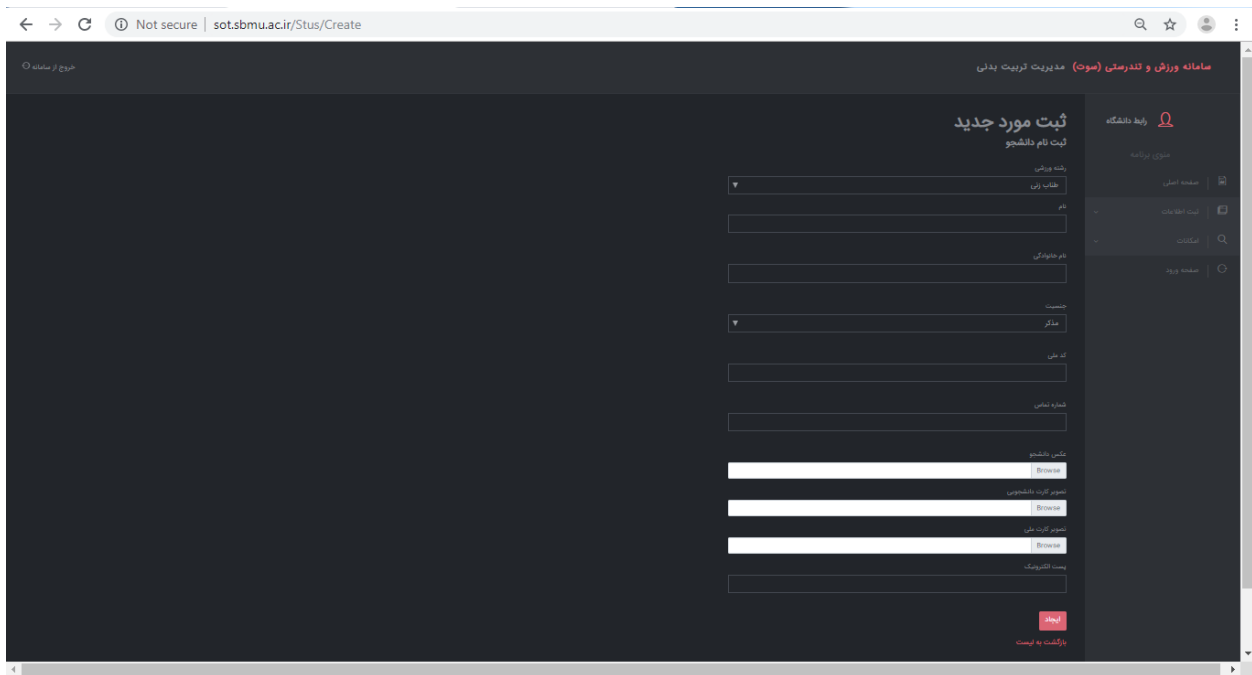 Not secure | sot.sbmu.ac.ir/Stus/Create
سامانه ورزش و تندرستی (صوت) مدیریت تربیت بدنی
خروج از سامانه
رابط دانشگاه
منوی برنامه
صفحه اصلی
ثبت اطلاعات
امکانات
صفحه ورود
ثبت مورد جدید
ثبت نام دانشجو
رشته ورزشی
طناب زنی
نام
نام خانوادگی
جنسیت
مذکر
کد ملی
شماره تماس
عکس دانشجو
Browse
تصویر کارت دانشجویی
Browse
تصویر کارت ملی
Browse
پست الکترونیک
ایجاد
بازگشت به لیست